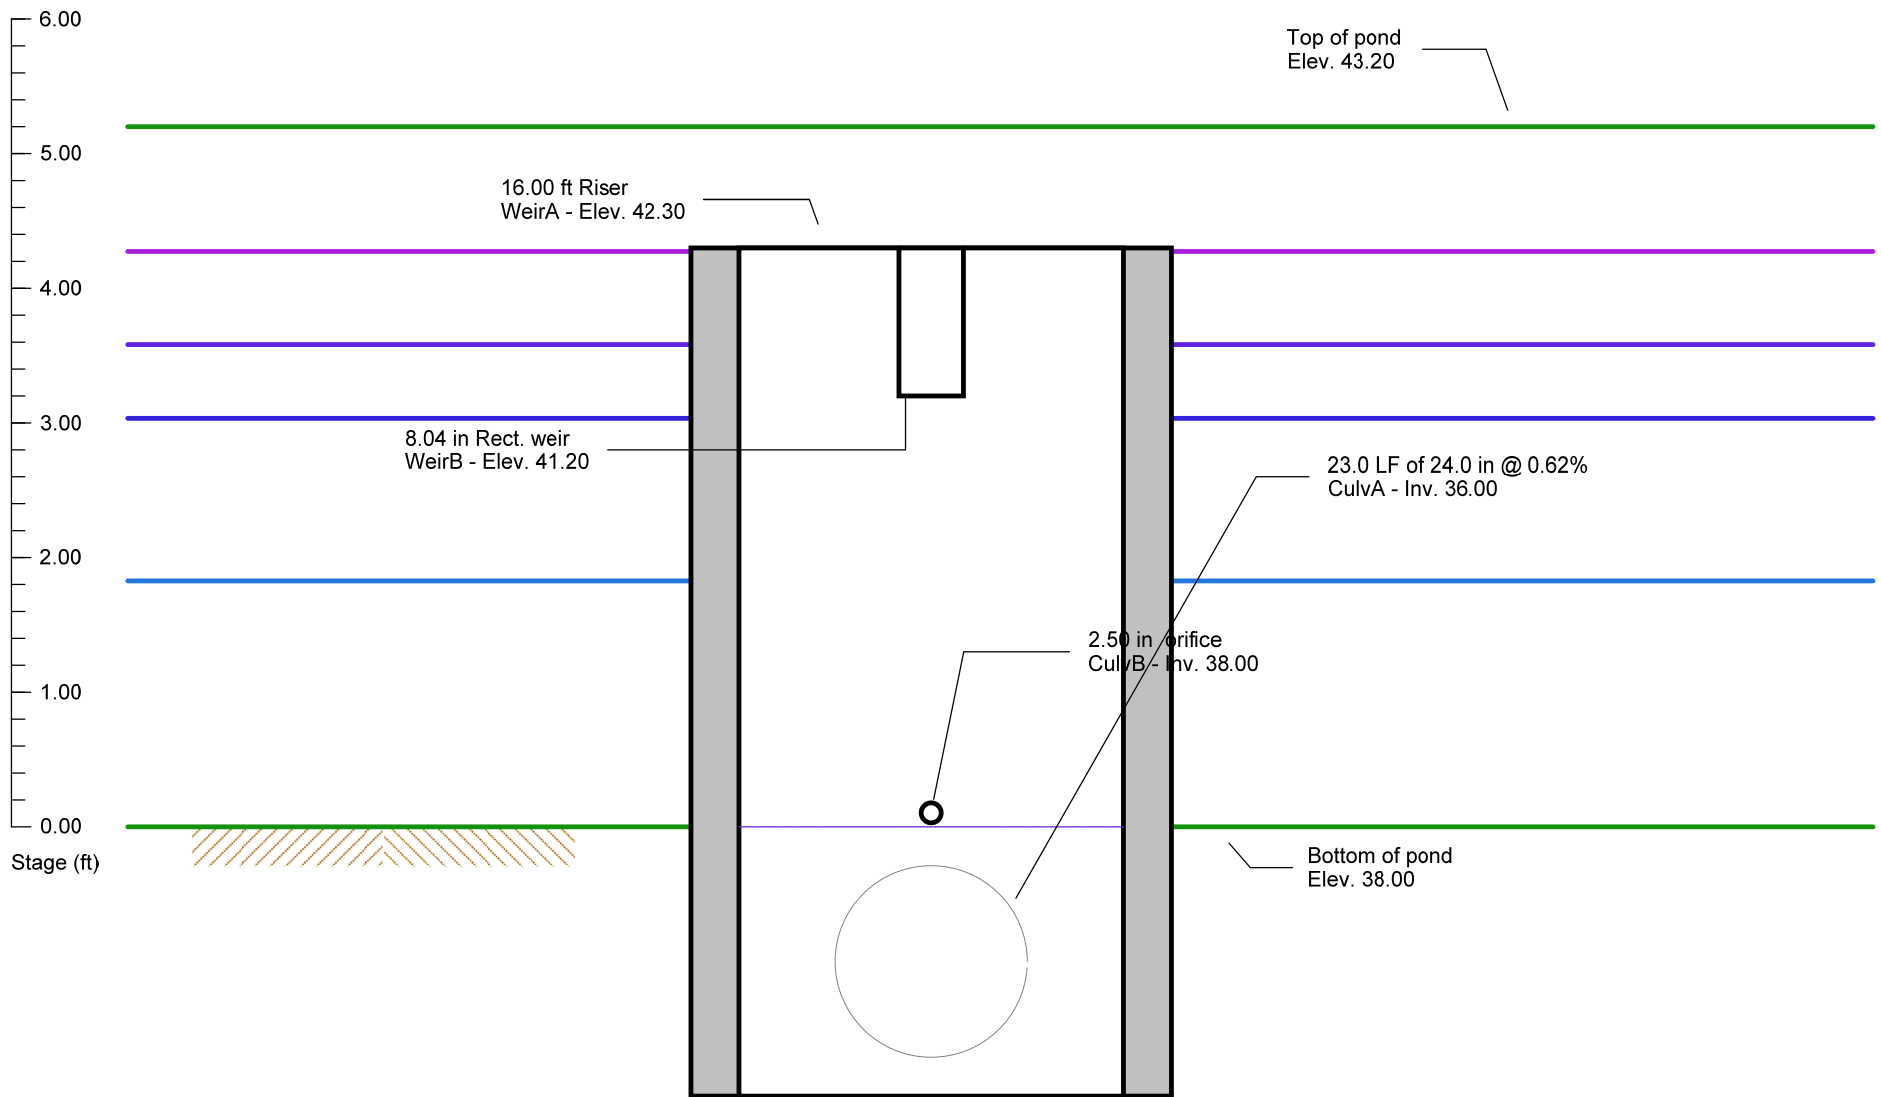 6.00
Top of pond
Elev. 43.20
5.00
16.00 ft Riser
WeirA - Elev. 42.30
4.00
3.00
8.04 in Rect. weir
WeirB - Elev. 41.20
23.0 LF of 24.0 in @ 0.62%
CulvA - Inv. 36.00
2.00
2.50 in orifice
CulvB - Inv. 38.00
1.00
0.00
Stage (ft)
Bottom of pond
Elev. 38.00